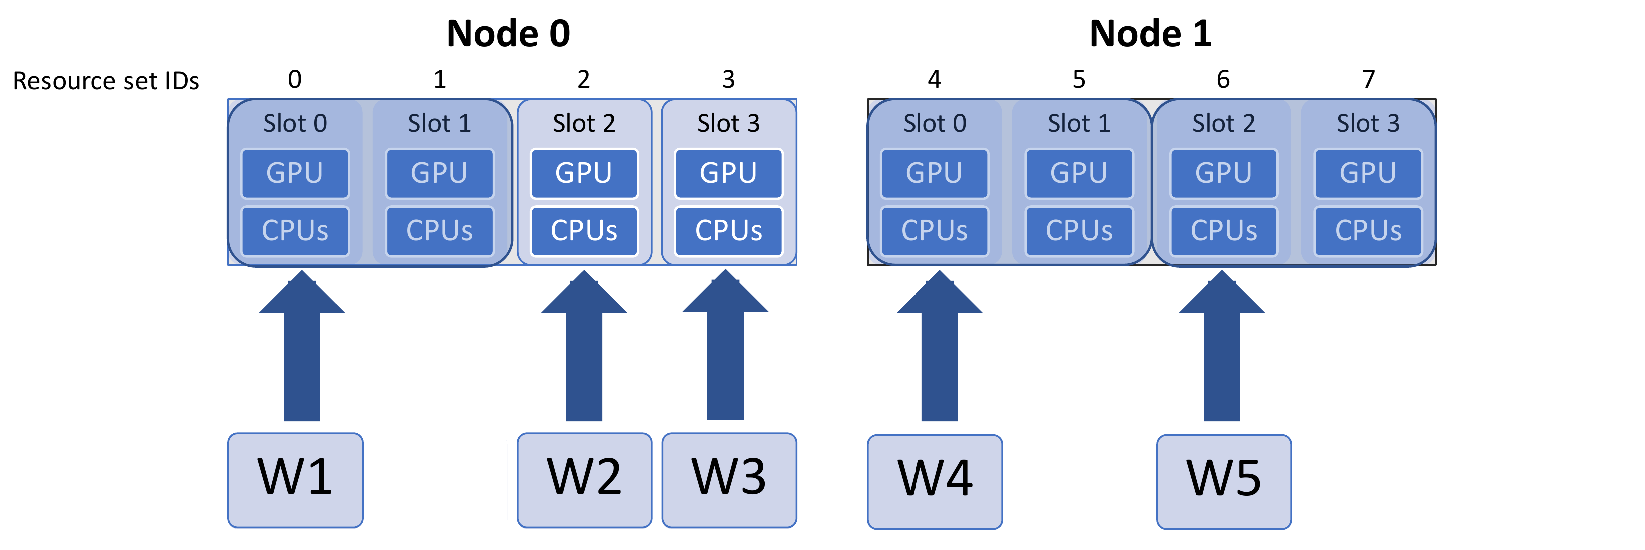 Node 0 Node 1
Resource set IDs 0 1 2 3 4 5 6 7
Slot 0 Slot 1 Slot 2 Slot 3 Slot 0 Slot 1 Slot 2 Slot 3
GPU GPU GPU GPU GPU GPU GPU GPU
CPUs CPUs CPUs CPUs CPUs CPUs CPUs CPUs
W1 W2 W3 W4 W5